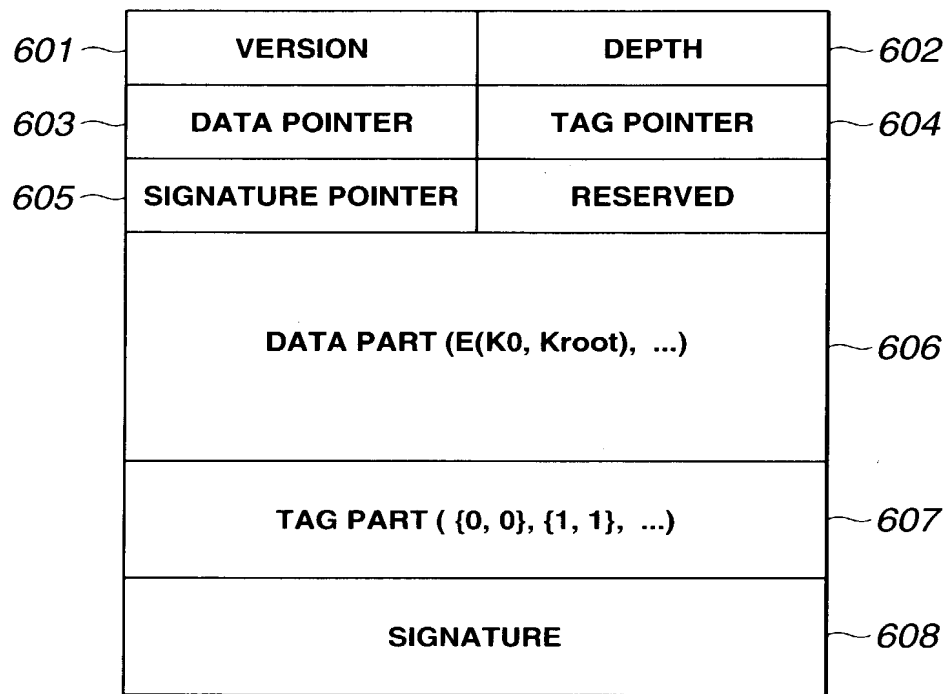 601 VERSION DEPTH 602
603 DATA POINTER TAG POINTER 604
605 SIGNATURE POINTER RESERVED
DATA PART (E(K0, Kroot), ...) 606
TAG PART ( {0, 0}, {1, 1}, ...) 607
SIGNATURE 608